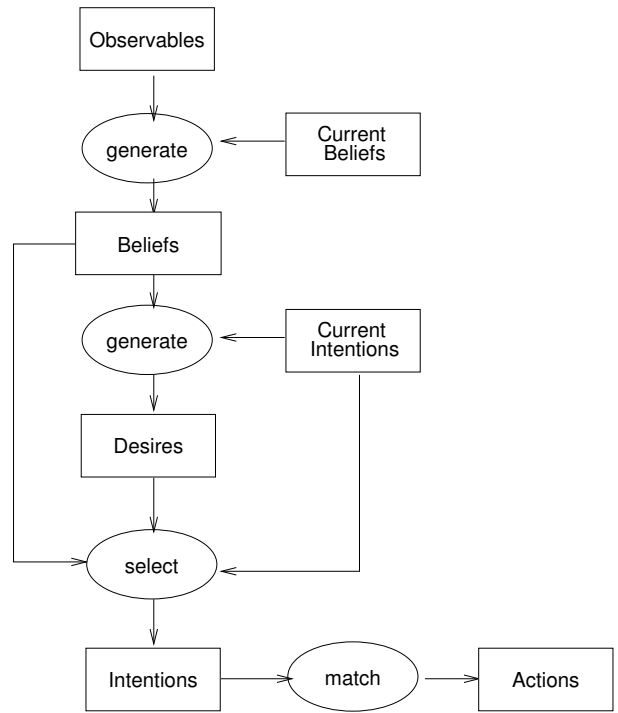 Observables
generate
Current
Beliefs
Beliefs
generate
Current
Intentions
Desires
select
Intentions
match
Actions